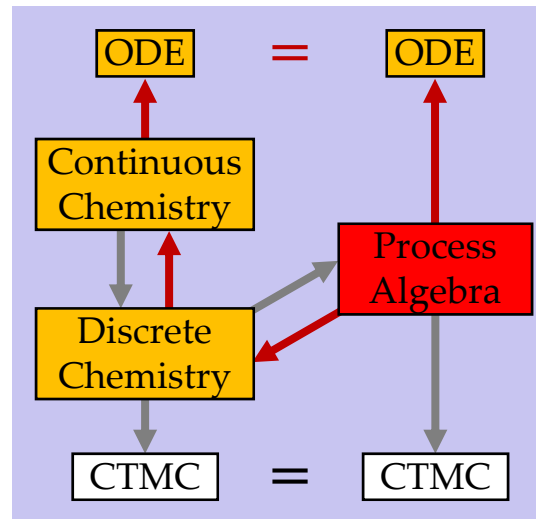 ODE = ODE
Continuous
Chemistry
Process
Algebra
Discrete
Chemistry
CTMC = CTMC